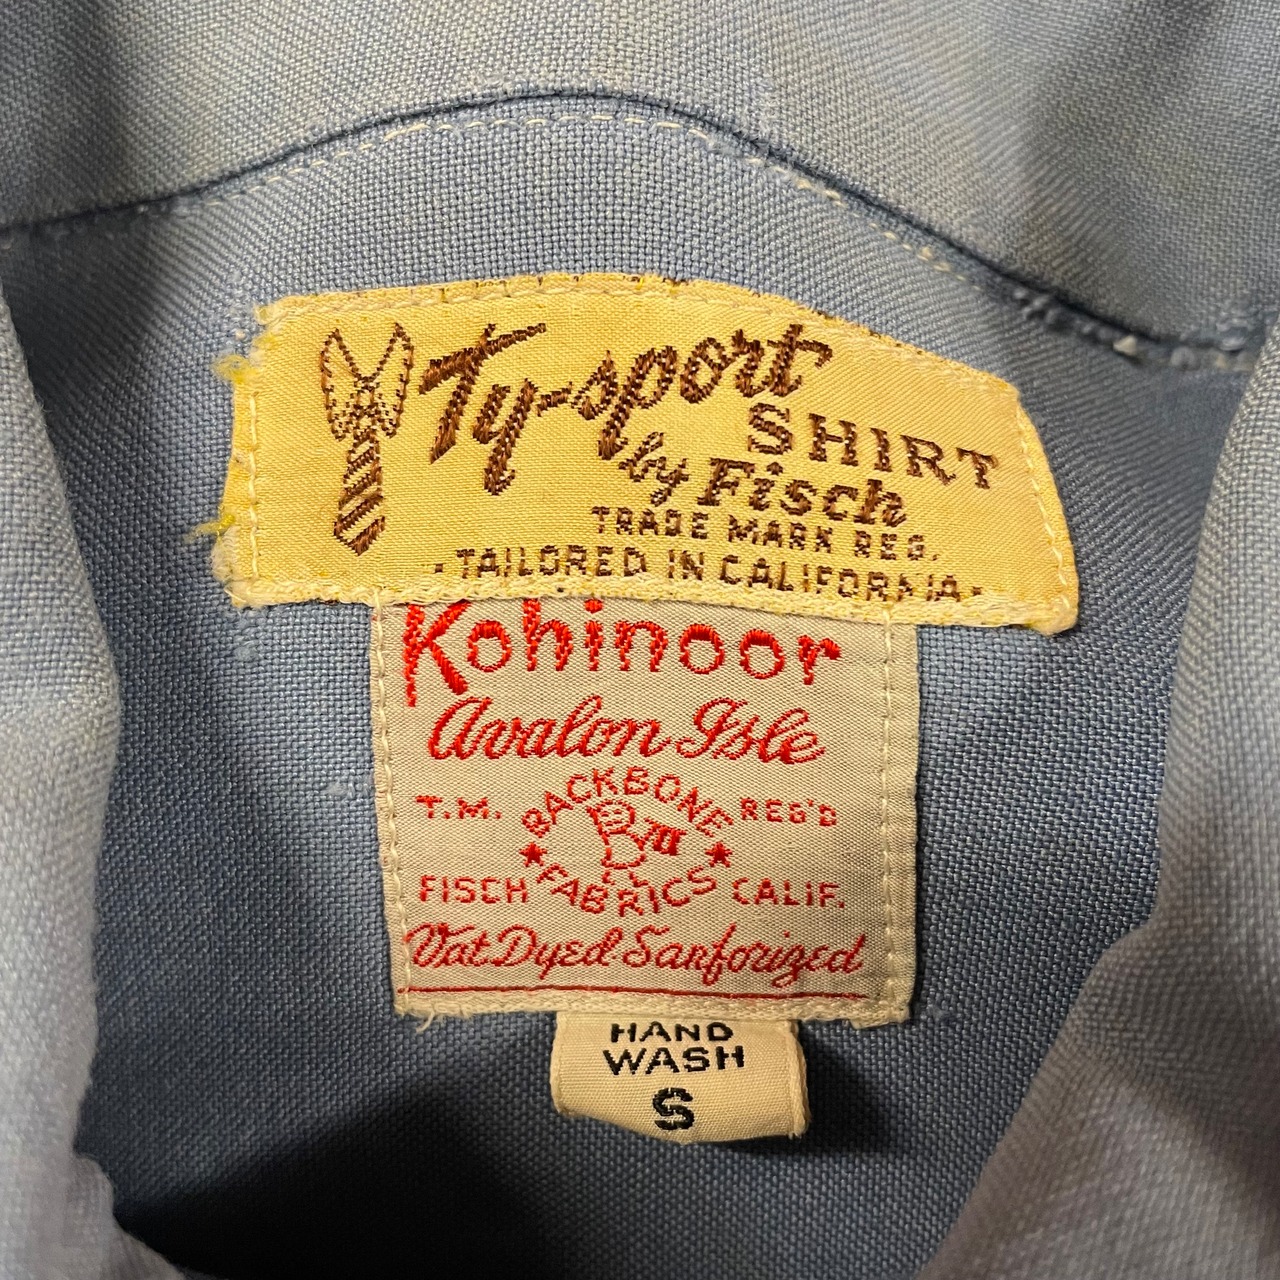 Ty-sport
SHIRT
by Fisch
TRADE MARK REG.
·TAILORED IN CALIFORNIA·
Kohinoor
Avalon Isle
BACKBONE
T.M. REG'D
FISCH CALIF.
FABRICS
Vat Dyed Sanforized
HAND
WASH
S